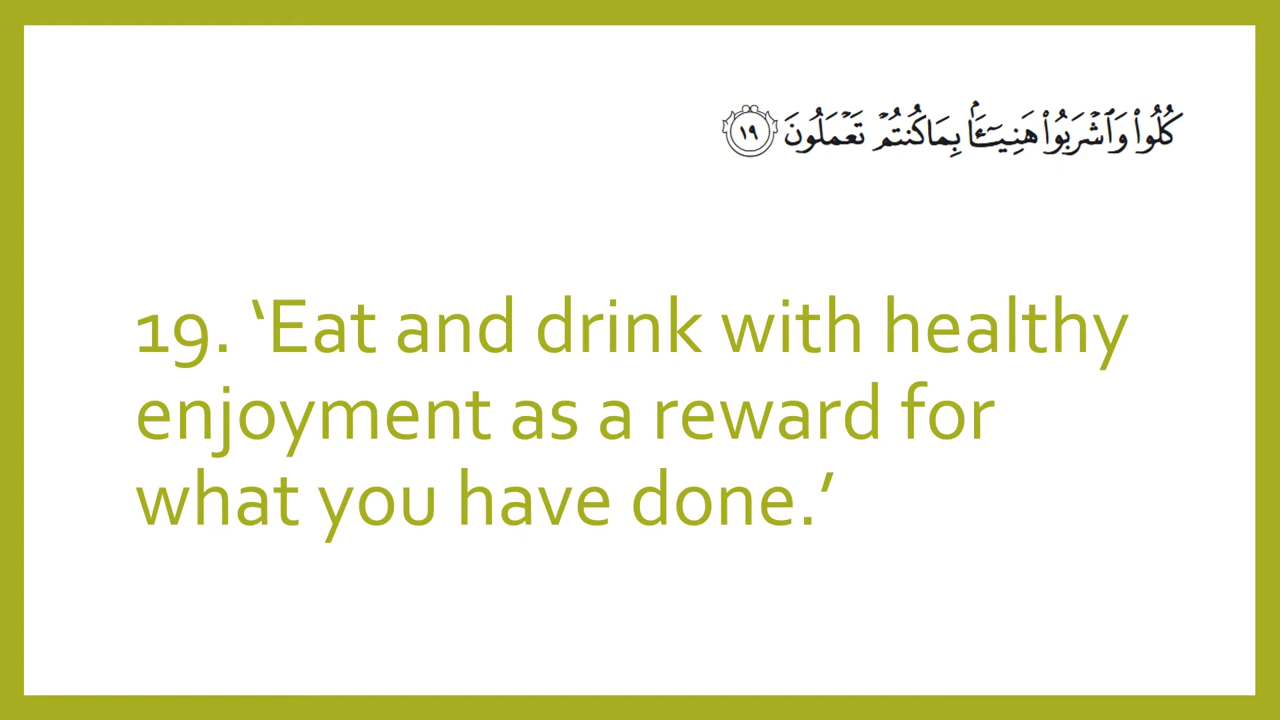 كُلُوا۟ وَٱشْرَبُوا۟ هَنِيٓـَٔۢا بِمَا كُنتُمْ تَعْمَلُونَ ١٩
19. ‘Eat and drink with healthy
enjoyment as a reward for
what you have done.’